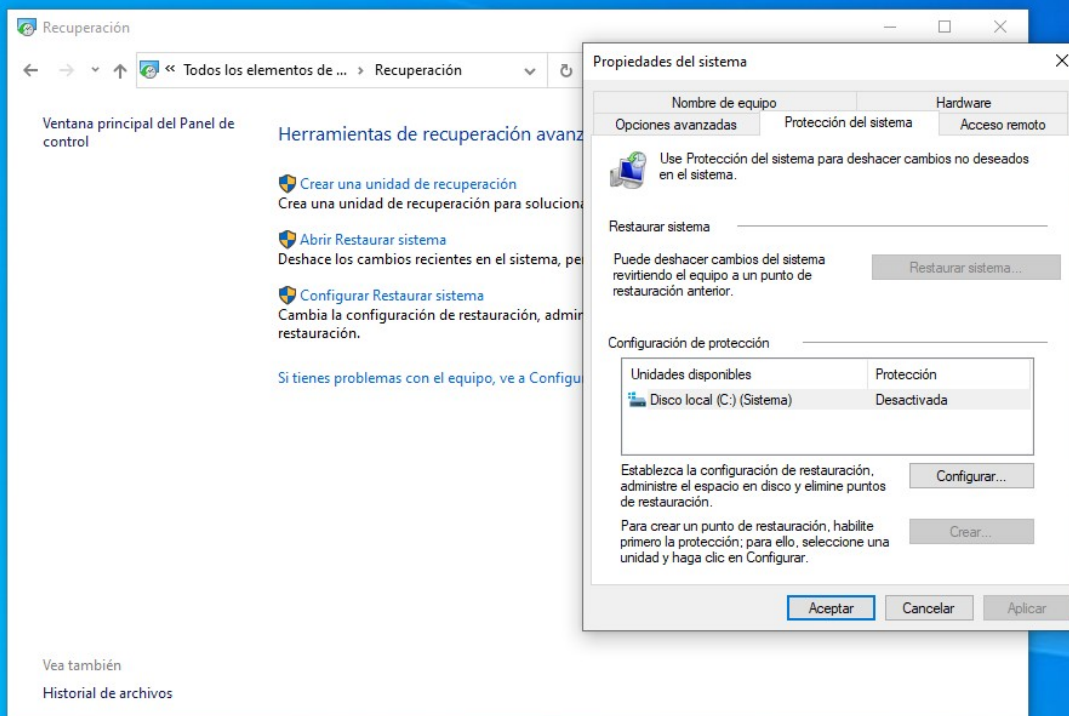 Recuperación
« Todos los elementos de ... > Recuperación
Ventana principal del Panel de
control
Herramientas de recuperación avanz
Crear una unidad de recuperación
Crea una unidad de recuperación para soluciona
Abrir Restaurar sistema
Deshace los cambios recientes en el sistema, pe
Configurar Restaurar sistema
Cambia la configuración de restauración, admin
restauración.
Si tienes problemas con el equipo, ve a Configu
Vea también
Historial de archivos
Propiedades del sistema
Nombre de equipo
Hardware
Opciones avanzadas
Protección del sistema
Acceso remoto
Use Protección del sistema para deshacer cambios no deseados
en el sistema.
Restaurar sistema
Puede deshacer cambios del sistema
revirtiendo el equipo a un punto de
restauración anterior.
Restaurar sistema...
Configuración de protección
Unidades disponibles
Protección
Disco local (C:) (Sistema)
Desactivada
Establezca la configuración de restauración,
administre el espacio en disco y elimine puntos
de restauración.
Configurar...
Para crear un punto de restauración, habilite
primero la protección; para ello, seleccione una
unidad y haga clic en Configurar.
Crear...
Aceptar
Cancelar
Aplicar